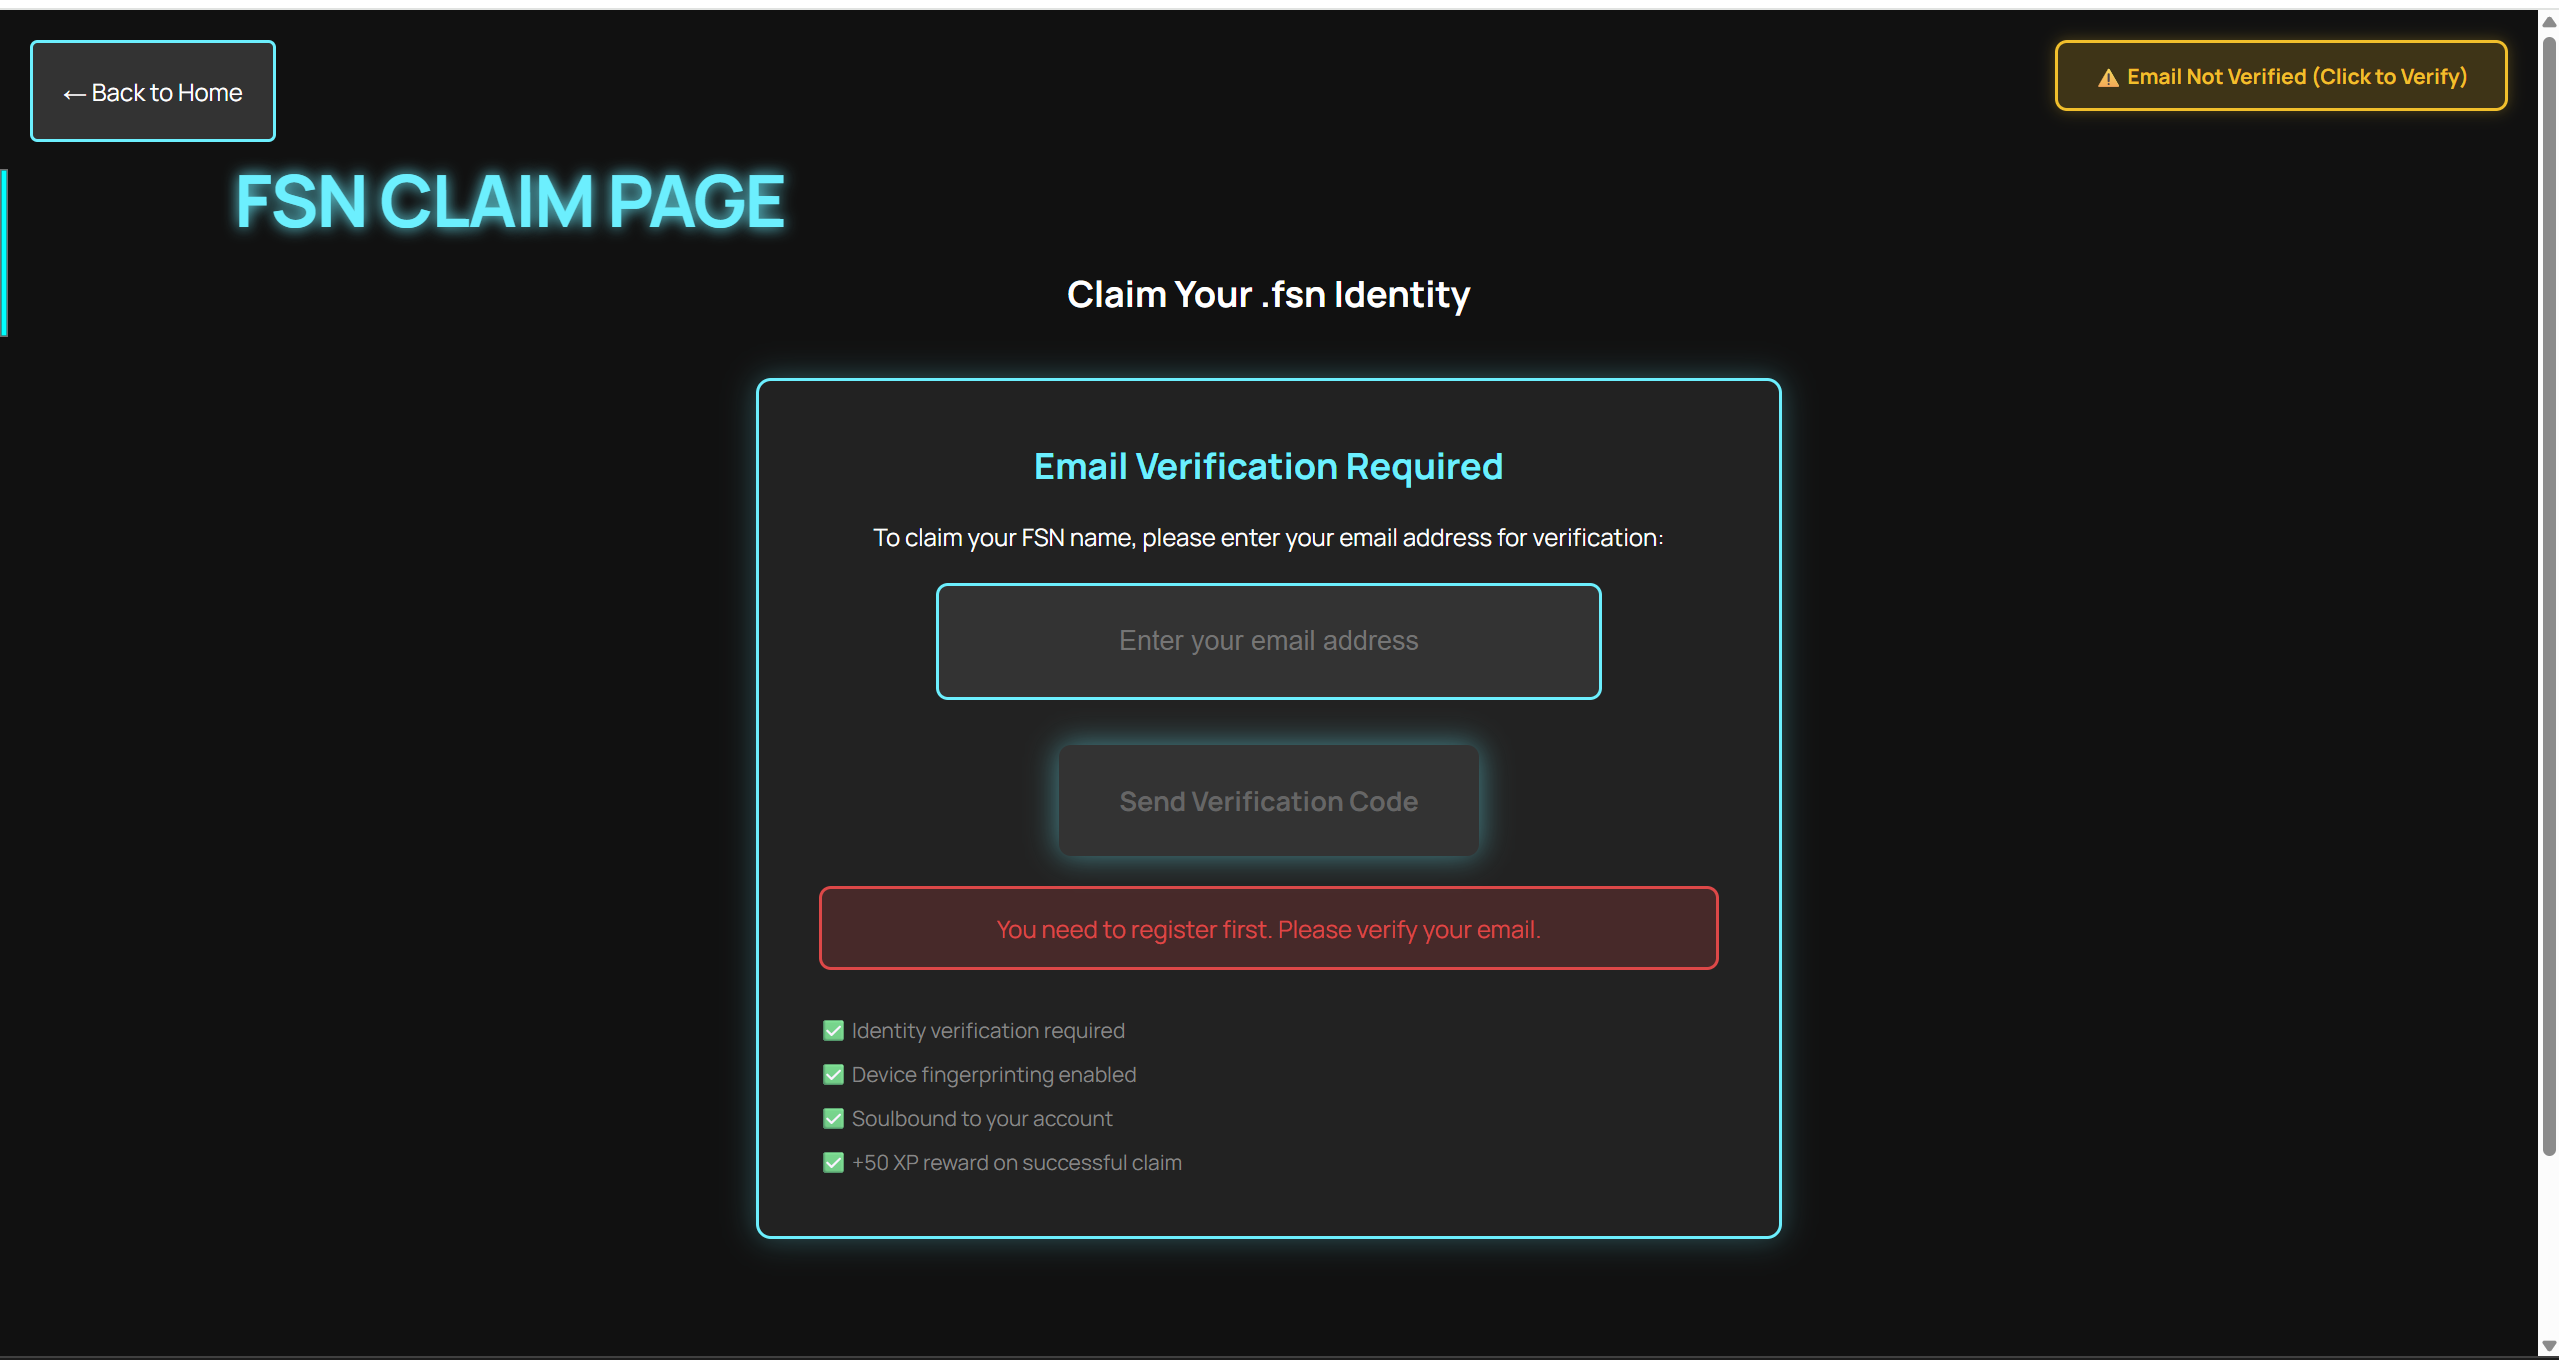 ← Back to Home
⚠ Email Not Verified (Click to Verify)
FSN CLAIM PAGE
Claim Your .fsn Identity
Email Verification Required
To claim your FSN name, please enter your email address for verification:
Enter your email address
Send Verification Code
You need to register first. Please verify your email.
✅ Identity verification required
✅ Device fingerprinting enabled
✅ Soulbound to your account
✅ +50 XP reward on successful claim